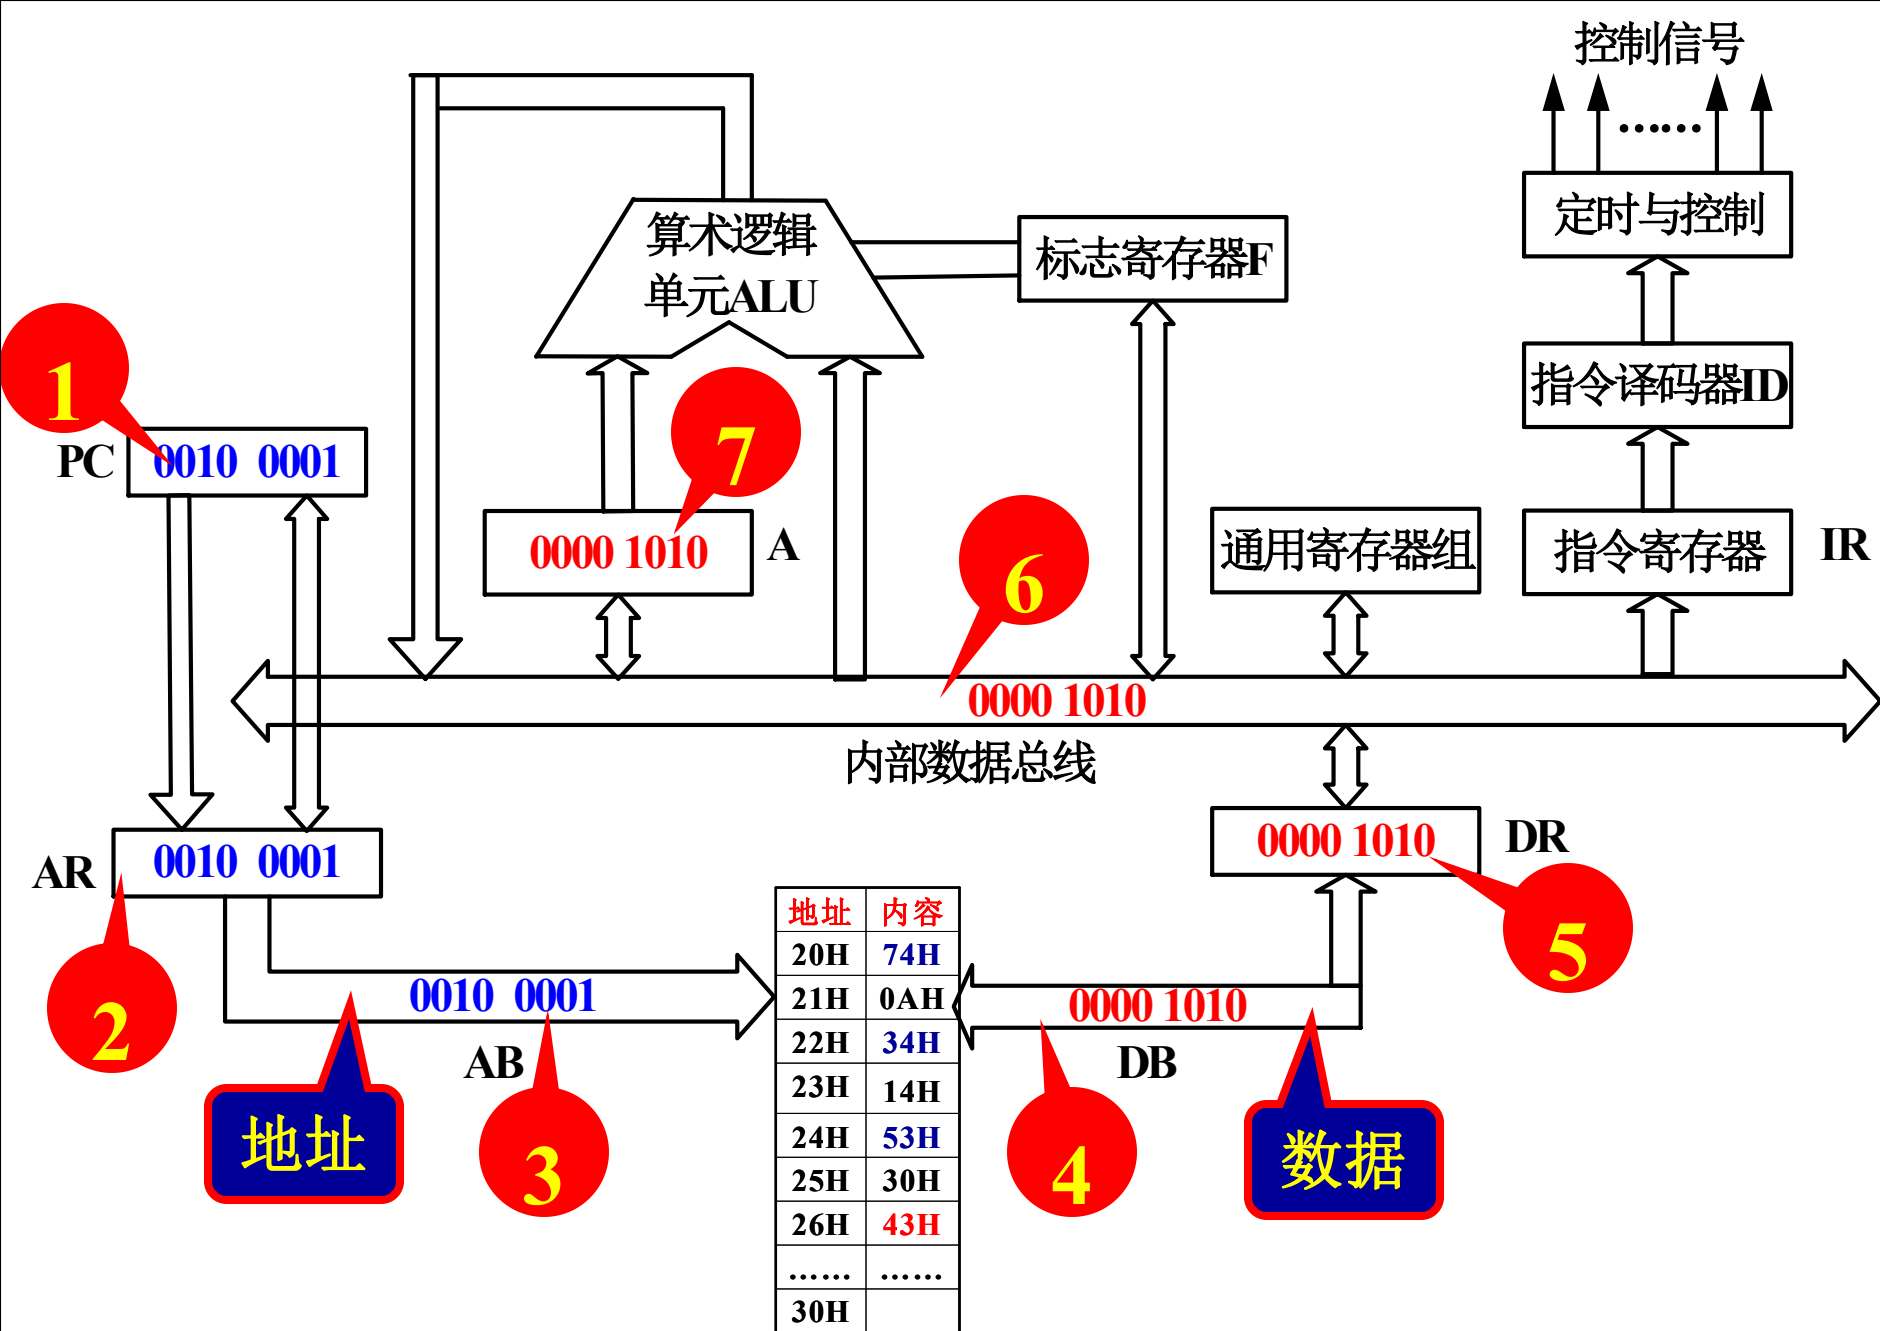 控制信号
……
定时与控制
算术逻辑
单元ALU
标志寄存器F
指令译码器ID
1
PC
0010 0001
7
0000 1010
A
通用寄存器组
指令寄存器
IR
6
0000 1010
内部数据总线
AR
0010 0001
0000 1010
DR
2
5
地址 内容
20H 74H
21H 0AH
22H 34H
23H 14H
24H 53H
25H 30H
26H 43H
…… ……
30H
0010 0001
AB
地址
3
0000 1010
DB
4
数据